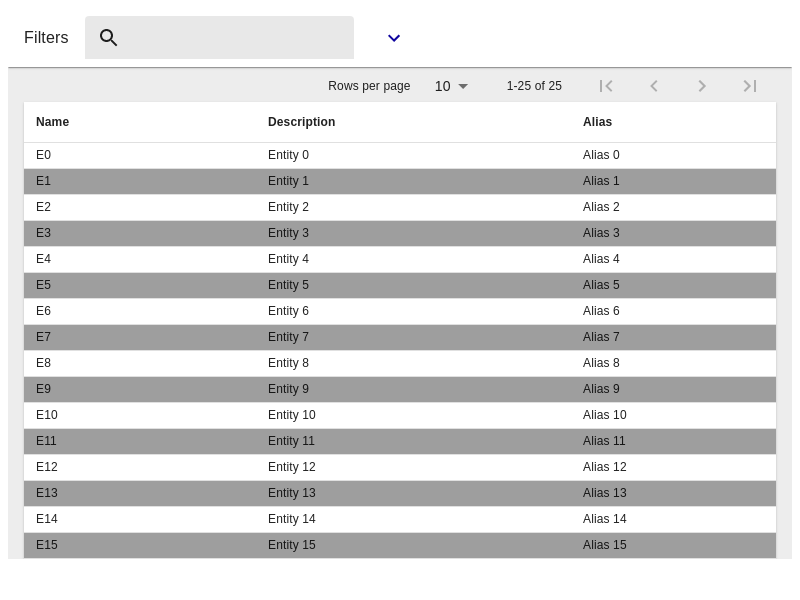 Filters
Rows per page 10 1-25 of 25
Name Description Alias
E0 Entity 0 Alias 0
E1 Entity 1 Alias 1
E2 Entity 2 Alias 2
E3 Entity 3 Alias 3
E4 Entity 4 Alias 4
E5 Entity 5 Alias 5
E6 Entity 6 Alias 6
E7 Entity 7 Alias 7
E8 Entity 8 Alias 8
E9 Entity 9 Alias 9
E10 Entity 10 Alias 10
E11 Entity 11 Alias 11
E12 Entity 12 Alias 12
E13 Entity 13 Alias 13
E14 Entity 14 Alias 14
E15 Entity 15 Alias 15